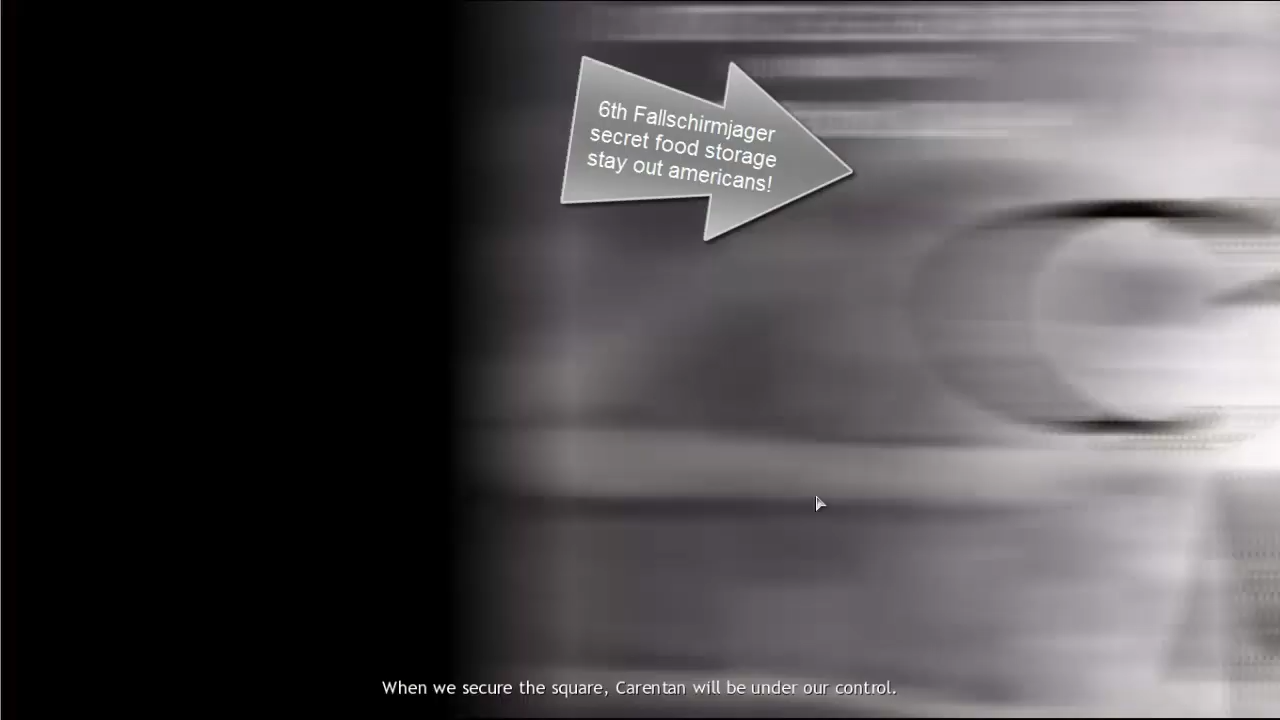 6th Fallschirmjager
secret food storage
stay out americans!
When we secure the square, Carentan will be under our control.